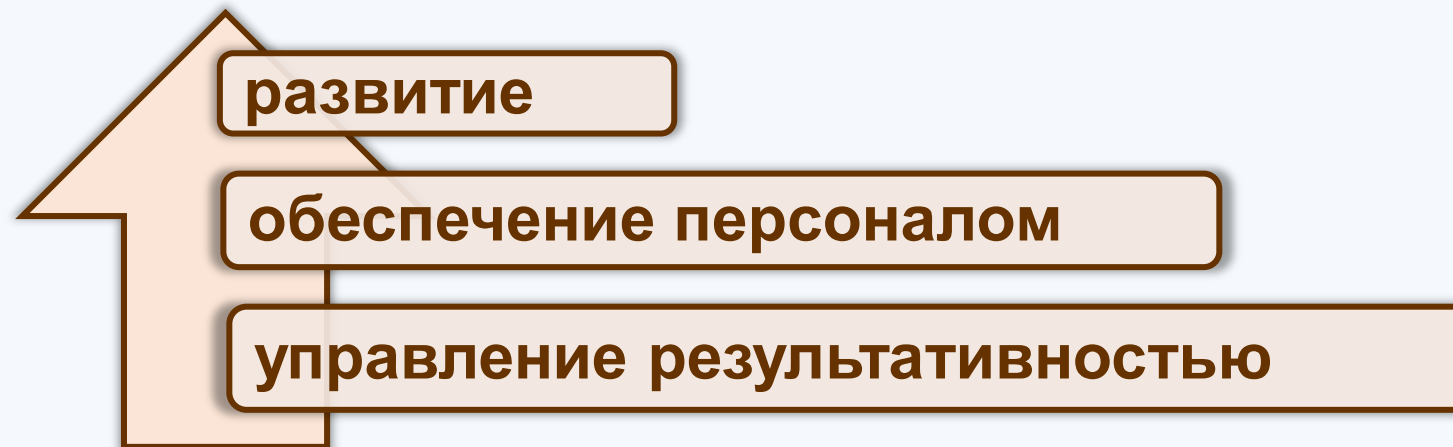 развитие
обеспечение персоналом
управление результативностью